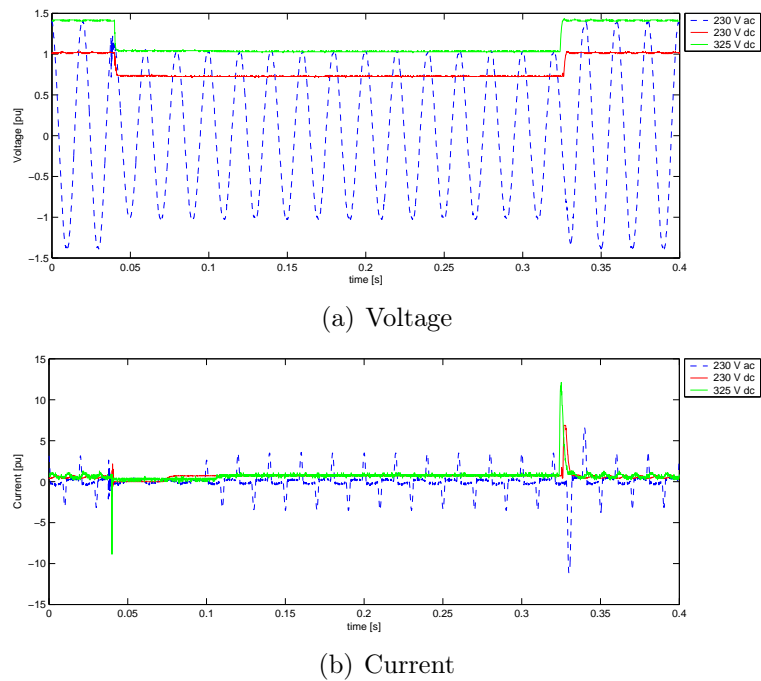 1.5
1
0.5
0
−0.5
−1
−1.5
Voltage [pu]
0 0.05 0.1 0.15 0.2 0.25 0.3 0.35 0.4
time [s]
230 V ac
230 V dc
325 V dc
(a) Voltage
15
10
5
0
−5
−10
−15
Current [pu]
0 0.05 0.1 0.15 0.2 0.25 0.3 0.35 0.4
time [s]
230 V ac
230 V dc
325 V dc
(b) Current